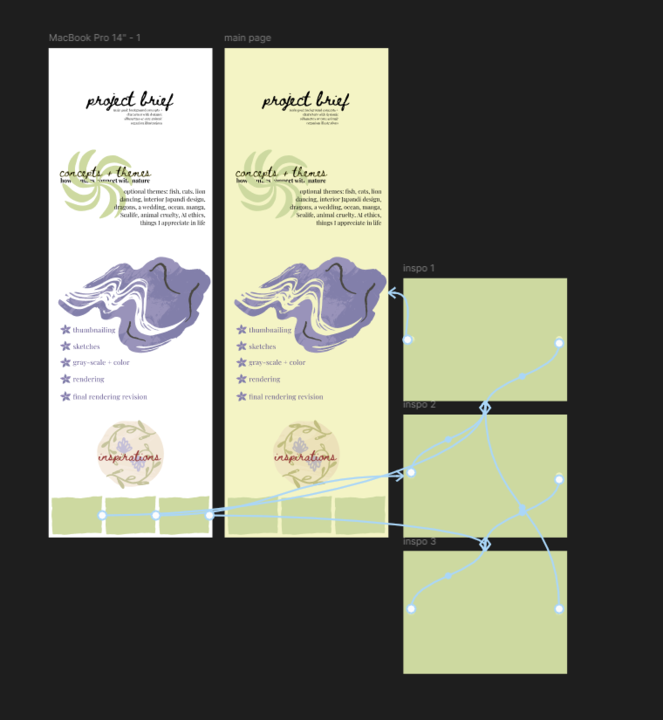 MacBook Pro 14" - 1
main page
project brief
project brief
concepts + themes
optional themes: fish, cats, lion
dancing, interior Japandi design,
dragons, a wedding, ocean, manga,
Sealife, animal cruelty, AI ethics,
things I appreciate in life
concepts + themes
optional themes: fish, cats, lion
dancing, interior Japandi design,
dragons, a wedding, ocean, manga,
Sealife, animal cruelty, AI ethics,
things I appreciate in life
thumbnailing
sketches
gray-scale + color
rendering
final rendering revision
thumbnailing
sketches
gray-scale + color
rendering
final rendering revision
inspirations
inspirations
inspo 1
inspo 2
inspo 3